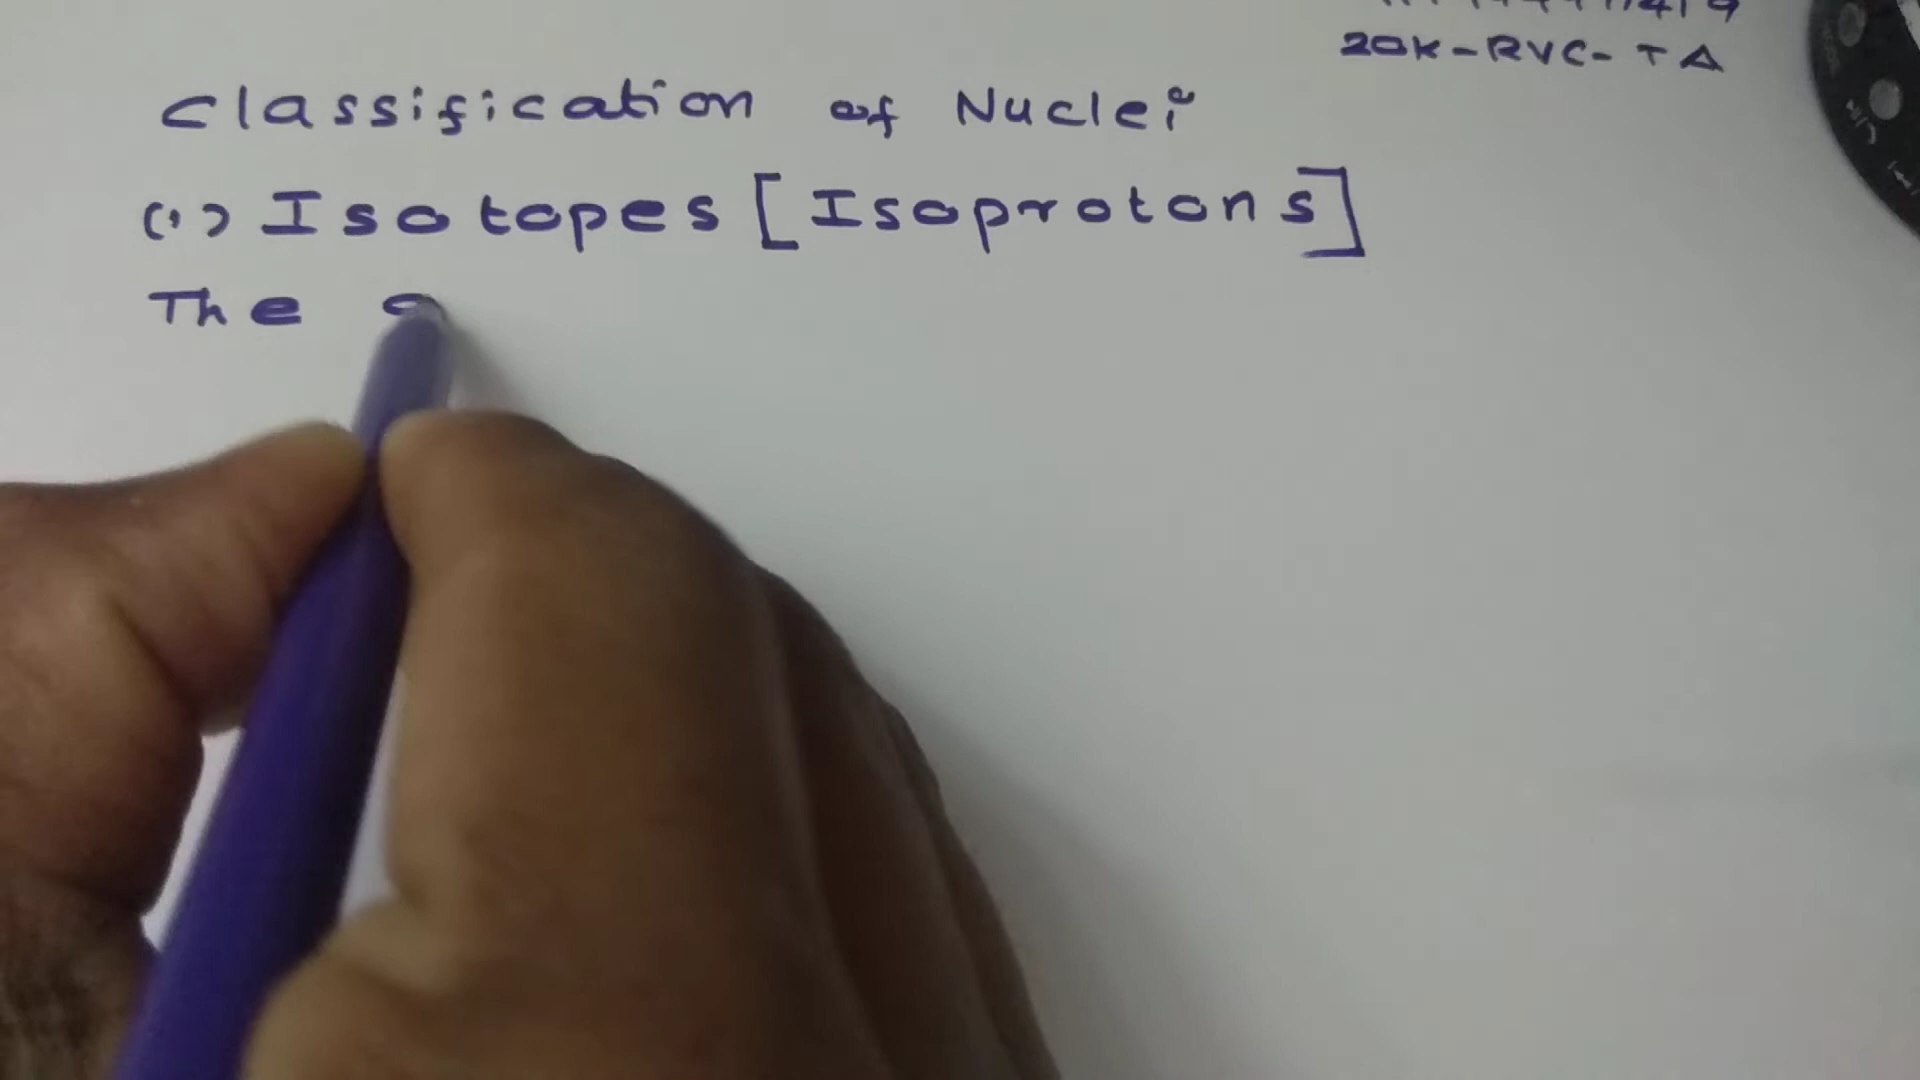 20K-RVC-TA
Classification of Nuclei
(1) Isotopes [Isoprotons]
The